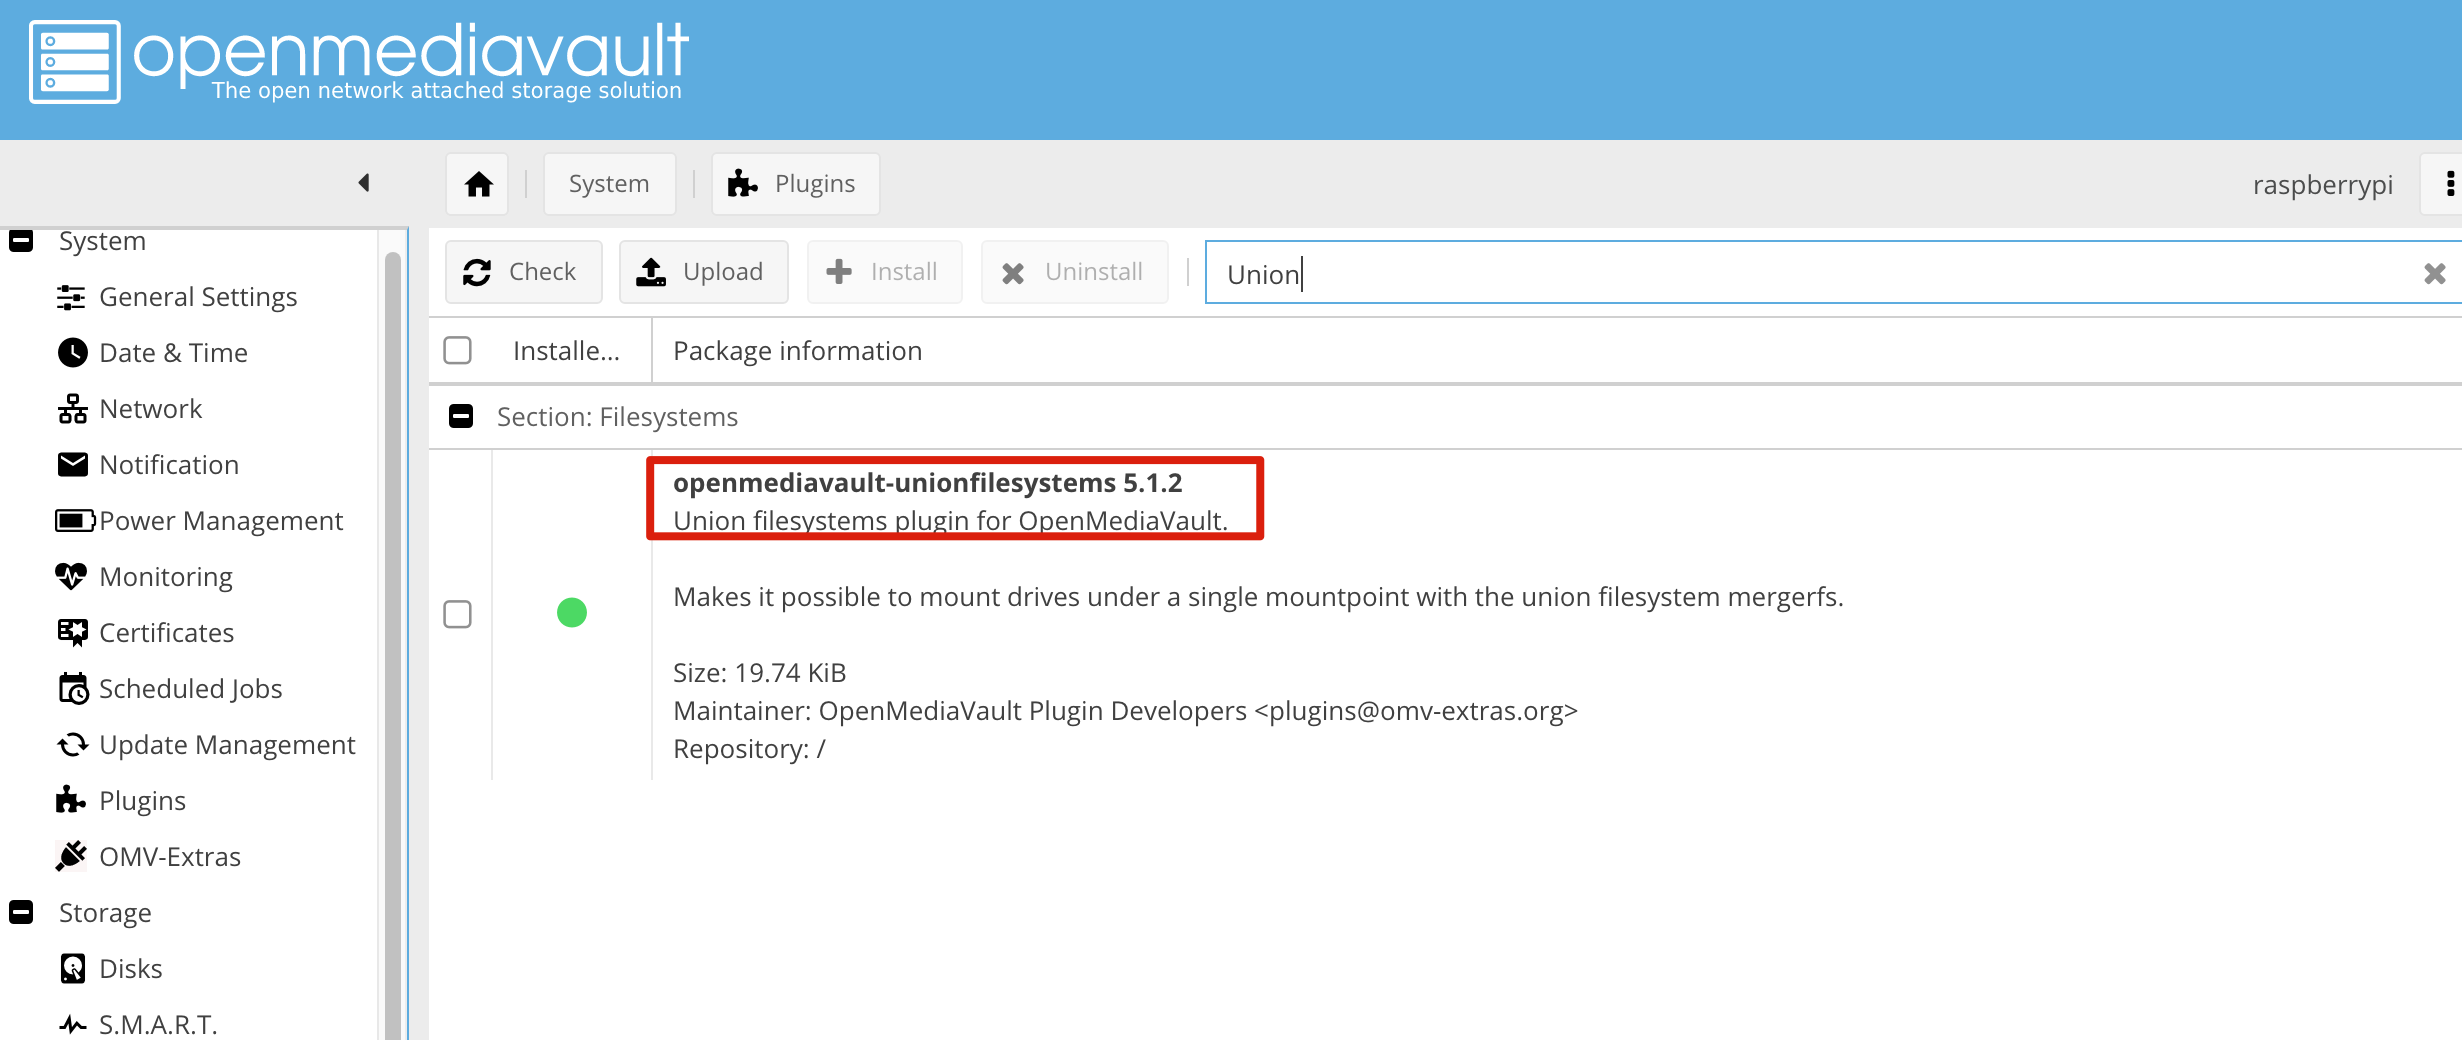 openmediavault
The open network attached storage solution
System
Plugins
raspberrypi
System
General Settings
Date & Time
Network
Notification
Power Management
Monitoring
Certificates
Scheduled Jobs
Update Management
Plugins
OMV-Extras
Storage
Disks
S.M.A.R.T.
Check
Upload
Install
Uninstall
Union
Installe...
Package information
Section: Filesystems
openmediavault-unionfilesystems 5.1.2
Union filesystems plugin for OpenMediaVault.
Makes it possible to mount drives under a single mountpoint with the union filesystem mergerfs.
Size: 19.74 KiB
Maintainer: OpenMediaVault Plugin Developers <plugins@omv-extras.org>
Repository: /